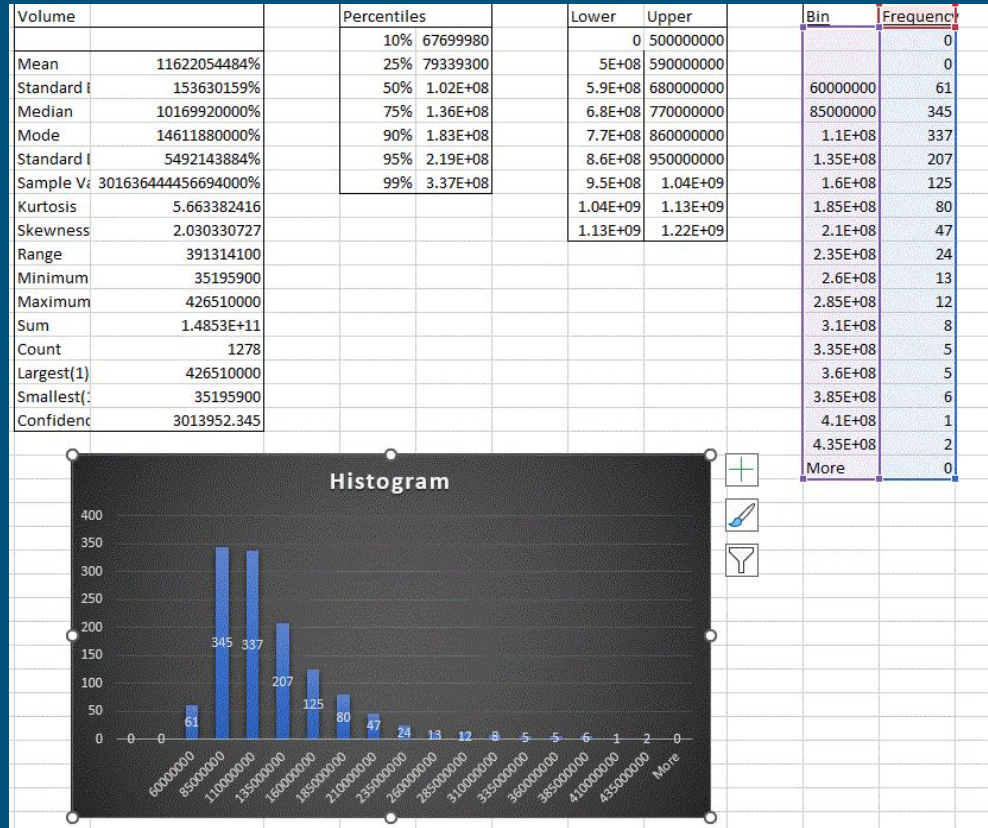 Volume
Mean 11622054484%
Standard E 153630159%
Median 10169920000%
Mode 14611880000%
Standard D 5492143884%
Sample Va 301636444456694000%
Kurtosis 5.663382416
Skewness 2.030330727
Range 391314100
Minimum 35195900
Maximum 426510000
Sum 1.4853E+11
Count 1278
Largest(1) 426510000
Smallest(1 35195900
Confidenc 3013952.345
Percentiles
10% 67699980
25% 79339300
50% 1.02E+08
75% 1.36E+08
90% 1.83E+08
95% 2.19E+08
99% 3.37E+08
Lower Upper
0 500000000
5E+08 590000000
5.9E+08 680000000
6.8E+08 770000000
7.7E+08 860000000
8.6E+08 950000000
9.5E+08 1.04E+09
1.04E+09 1.13E+09
1.13E+09 1.22E+09
Bin Frequency
0
0
60000000 61
85000000 345
1.1E+08 337
1.35E+08 207
1.6E+08 125
1.85E+08 80
2.1E+08 47
2.35E+08 24
2.6E+08 13
2.85E+08 12
3.1E+08 8
3.35E+08 5
3.6E+08 5
3.85E+08 6
4.1E+08 1
4.35E+08 2
More 0
Histogram
400
350
300
250
200
150
100
50
0
0 0 61 345 337 207 125 80 47 24 13 12 8 5 5 6 1 2 0
60000000 85000000 110000000 135000000 160000000 185000000 210000000 235000000 260000000 285000000 310000000 335000000 360000000 385000000 410000000 435000000 More